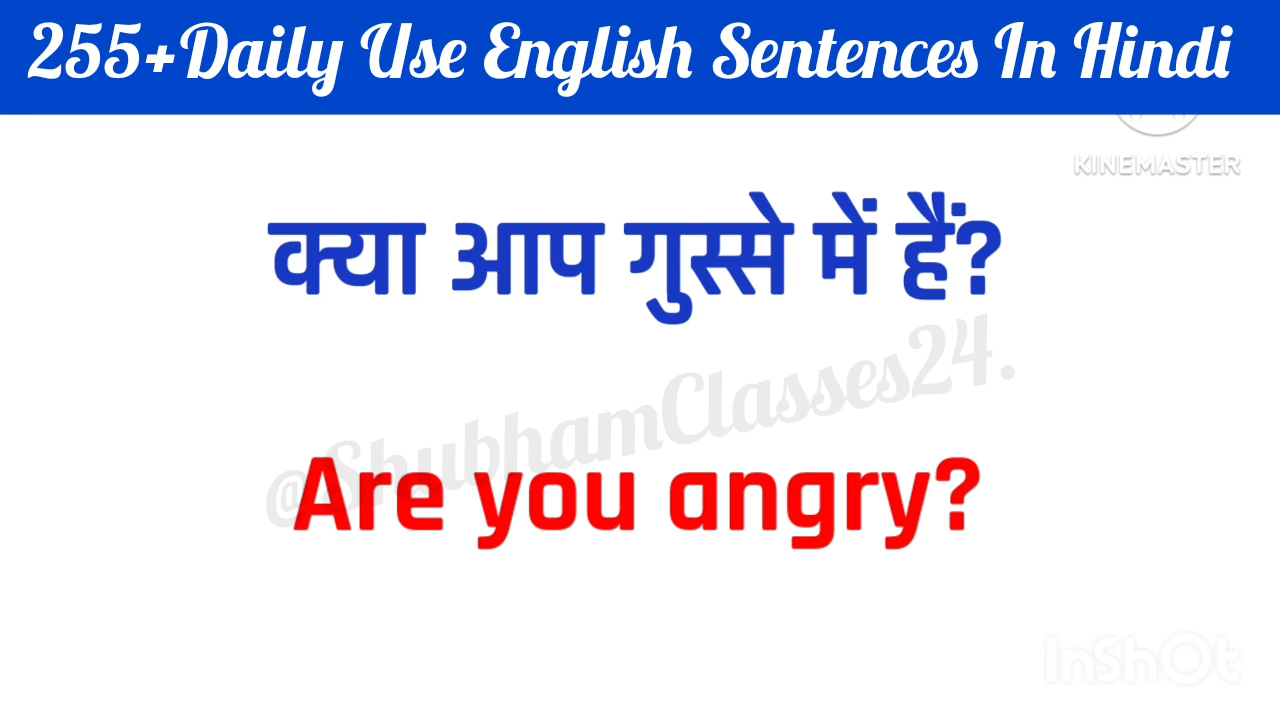 255+Daily Use English Sentences In Hindi
KINEMASTER
क्या आप गुस्से में हैं?
@ShubhamClasses24.
Are you angry?
InShOt